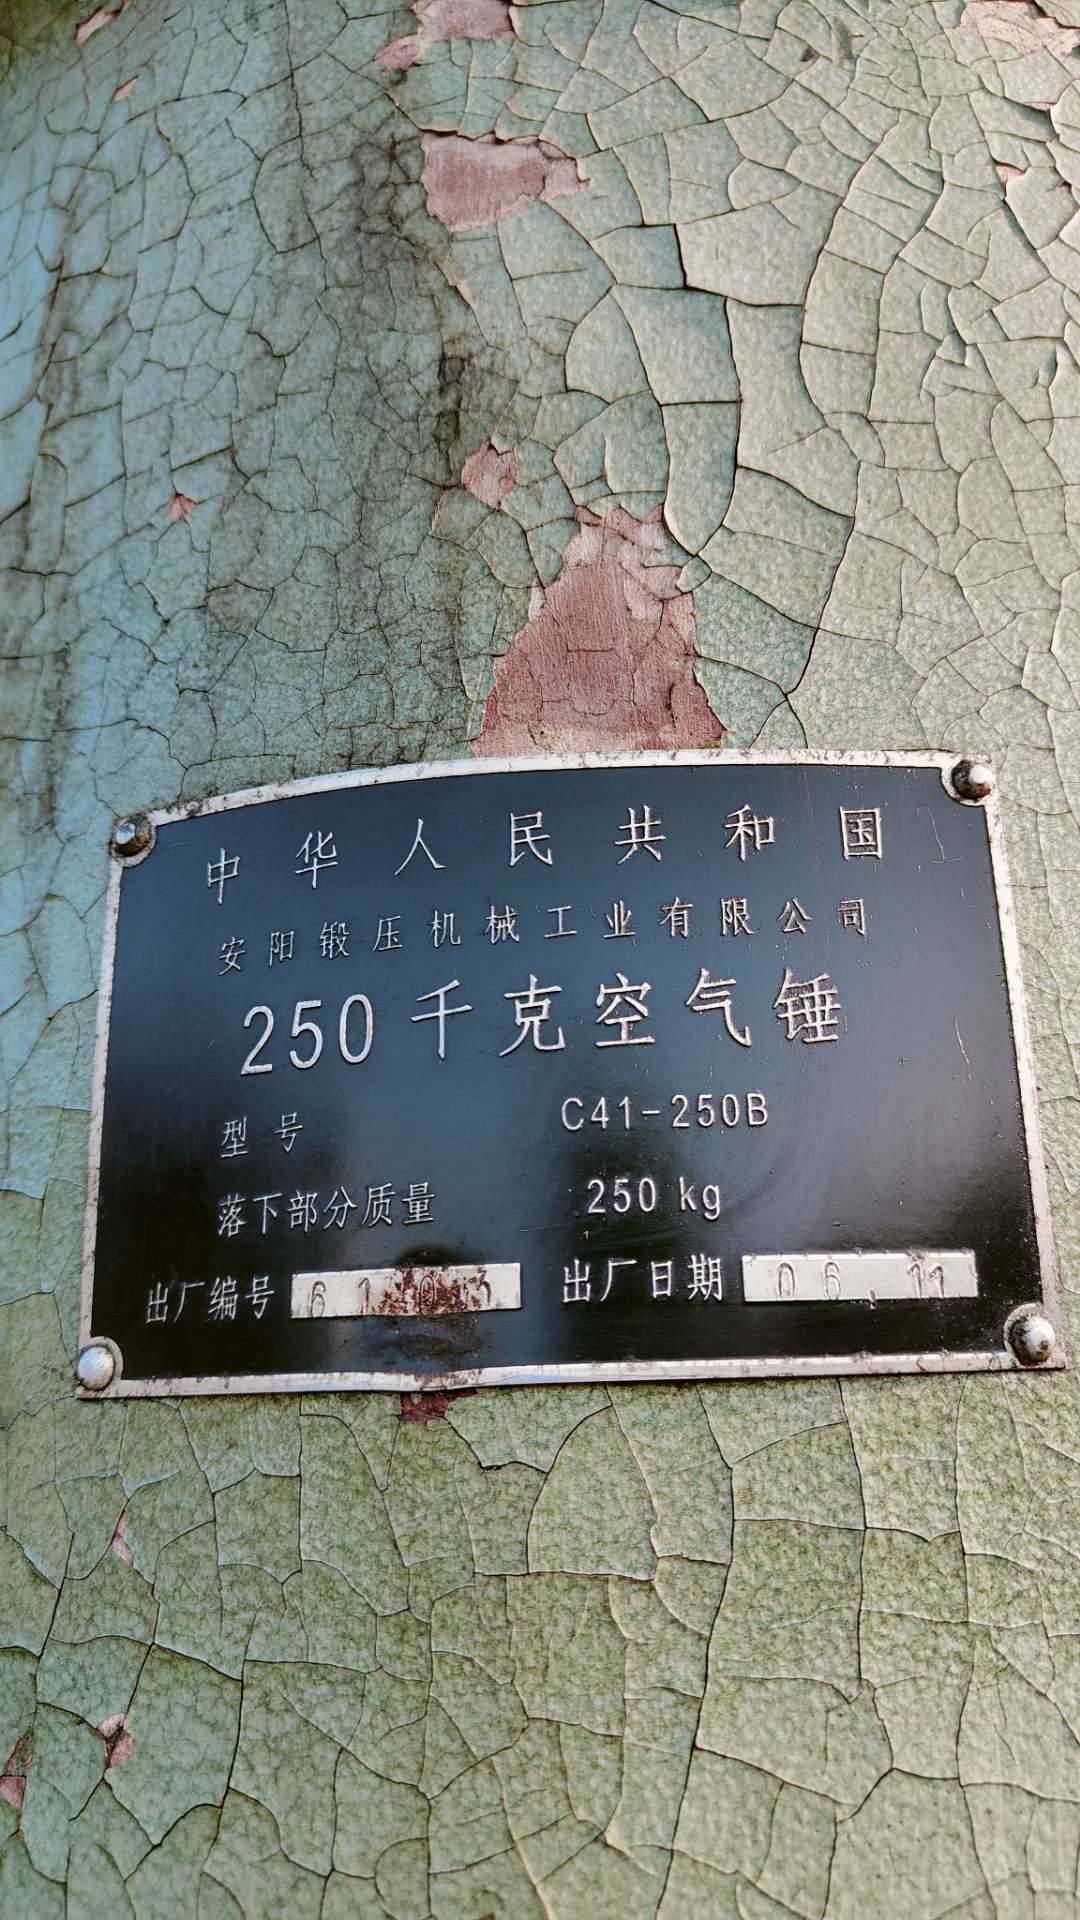 中华人民共和国
安阳锻压机械工业有限公司
250千克空气锤
型号 C41-250B
落下部分质量 250 kg
出厂编号 出厂日期 06.11